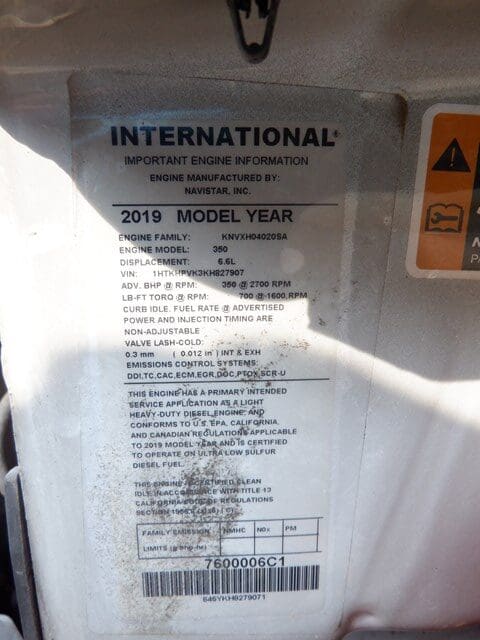 INTERNATIONAL®
IMPORTANT ENGINE INFORMATION
ENGINE MANUFACTURED BY:
NAVISTAR, INC.
2019 MODEL YEAR
ENGINE FAMILY: KNVXH04020SA
ENGINE MODEL: 350
DISPLACEMENT: 6.6L
VIN: 1HTKHPVK3KH827907
ADV. BHP @ RPM: 350 @ 2700 RPM
LB-FT TORQ @ RPM: 700 @ 1600 RPM
CURB IDLE. FUEL RATE @ ADVERTISED
POWER AND INJECTION TIMING ARE
NON-ADJUSTABLE
VALVE LASH-COLD:
0.3 mm ( 0.012 in ) INT & EXH
EMISSIONS CONTROL SYSTEMS:
DDI,TC,CAC,ECM,EGR,DOC,PTOX,SCR-U
THIS ENGINE HAS A PRIMARY INTENDED
SERVICE APPLICATION AS A LIGHT
HEAVY-DUTY DIESEL ENGINE, AND
CONFORMS TO U.S. EPA, CALIFORNIA,
AND CANADIAN REGULATIONS APPLICABLE
TO 2019 MODEL YEAR AND IS CERTIFIED
TO OPERATE ON ULTRA LOW SULFUR
DIESEL FUEL.
THIS ENGINE IS CERTIFIED CLEAN
IDLE IN ACCORDANCE WITH TITLE 13
CALIFORNIA CODE OF REGULATIONS
SECTION
FAMILY EMISSION NMHC NOx PM
LIMITS (g/bhp-hr)
7600006C1
645YKH8279071